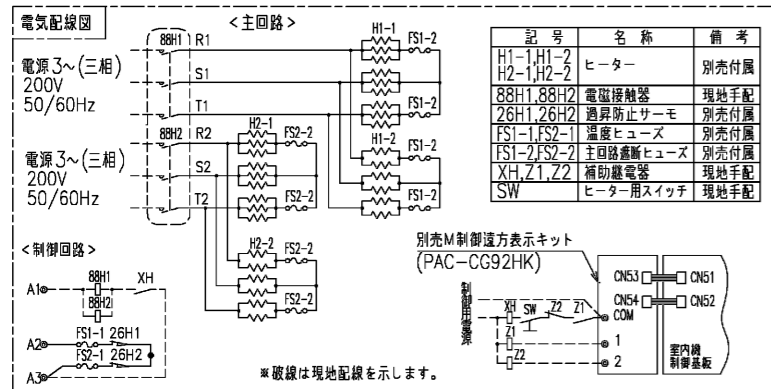 電気配線図
<主回路>
電源3~(三相)
200V
50/60Hz
電源3~(三相)
200V
50/60Hz
88H1
R1
S1
T1
88H2
R2
S2
T2
H1-1
FS1-2
FS1-2
H1-2
FS1-2
FS1-2
H2-1
FS2-2
FS2-2
H2-2
FS2-2
FS2-2
記号 名称 備考
H1-1,H1-2
H2-1,H2-2 ヒーター 別売付属
88H1,88H2 電磁接触器 現地手配
26H1,26H2 過昇防止サーモ 別売付属
FS1-1,FS2-1 温度ヒューズ 別売付属
FS1-2,FS2-2 主回路遮断ヒューズ 別売付属
XH,Z1,Z2 補助継電器 現地手配
SW ヒーター用スイッチ 現地手配
<制御回路>
88H1 XH
A1
88H2
FS1-1 26H1
A2
FS2-1 26H2
A3
※破線は現地配線を示します。
別売M制御遠方表示キット
(PAC-CG92HK)
制御用電源
XH SW Z2 Z1
Z1
Z2
CN53 CN51
CN54 CN52
COM
1
2
室内機
制御基板